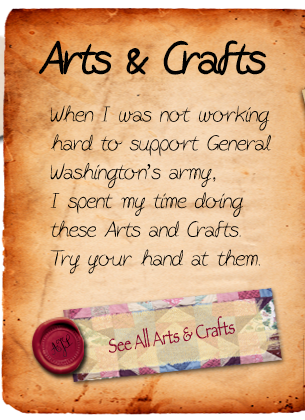 Arts & Crafts
When I was not working
hard to support General
Washington's army,
I spent my time doing
these Arts and Crafts.
Try your hand at them.
See All Arts & Crafts